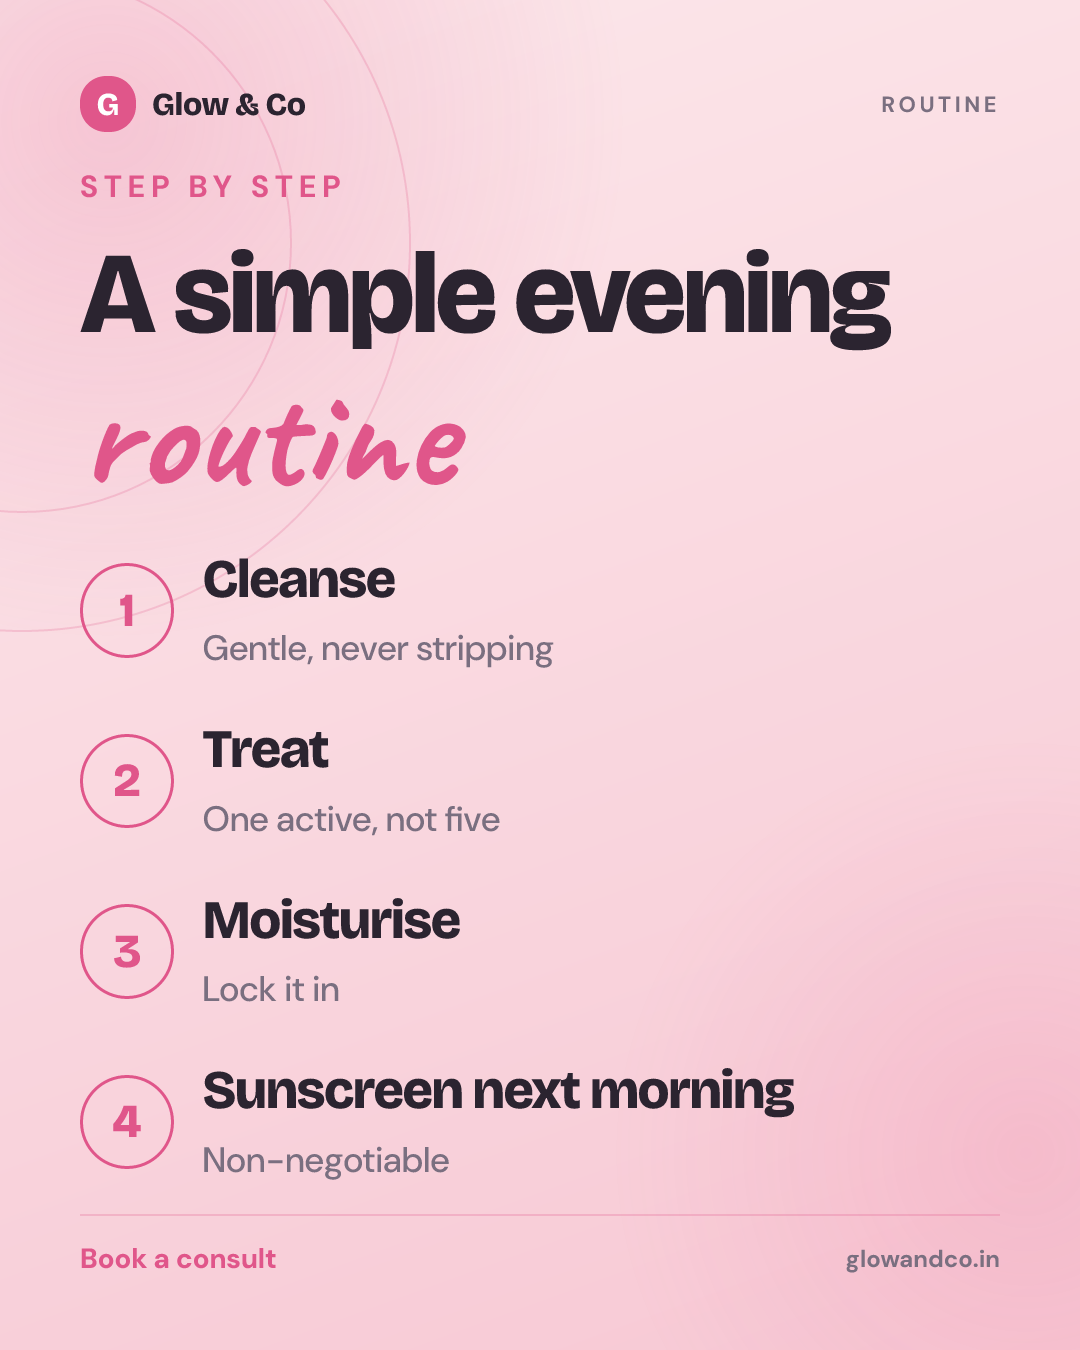 G Glow & Co
ROUTINE
STEP BY STEP
A simple evening
routine
1
Cleanse
Gentle, never stripping
2
Treat
One active, not five
3
Moisturise
Lock it in
4
Sunscreen next morning
Non-negotiable
Book a consult
glowandco.in